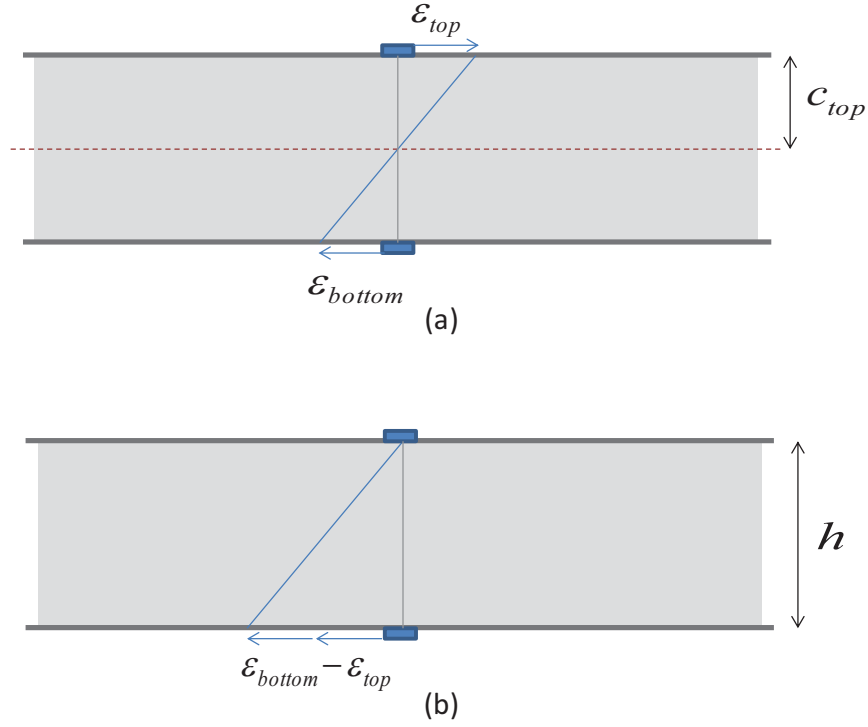 ε_top
c_top
ε_bottom
(a)
h
ε_bottom − ε_top
(b)